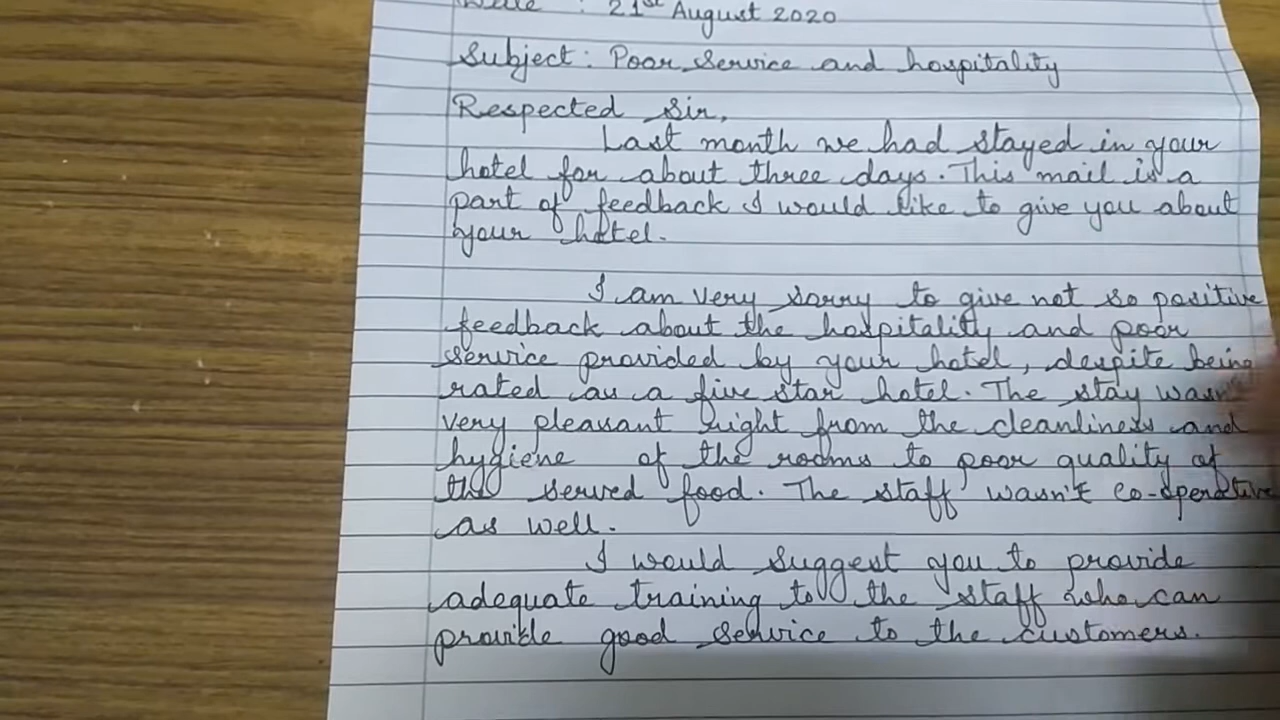 Date : 21st August 2020
Subject : Poor Service and hospitality
Respected Sir,
Last month we had stayed in your
hotel for about three days. This mail is a
part of feedback I would like to give you about
your hotel.
I am very sorry to give not so positive
feedback about the hospitality and poor
service provided by your hotel, despite being
rated as a five star hotel. The stay wasn't
very pleasant right from the cleanliness and
hygiene of the rooms to poor quality of
the served food. The staff wasn't co-operative
as well.
I would suggest you to provide
adequate training to the staff who can
provide good service to the customers.